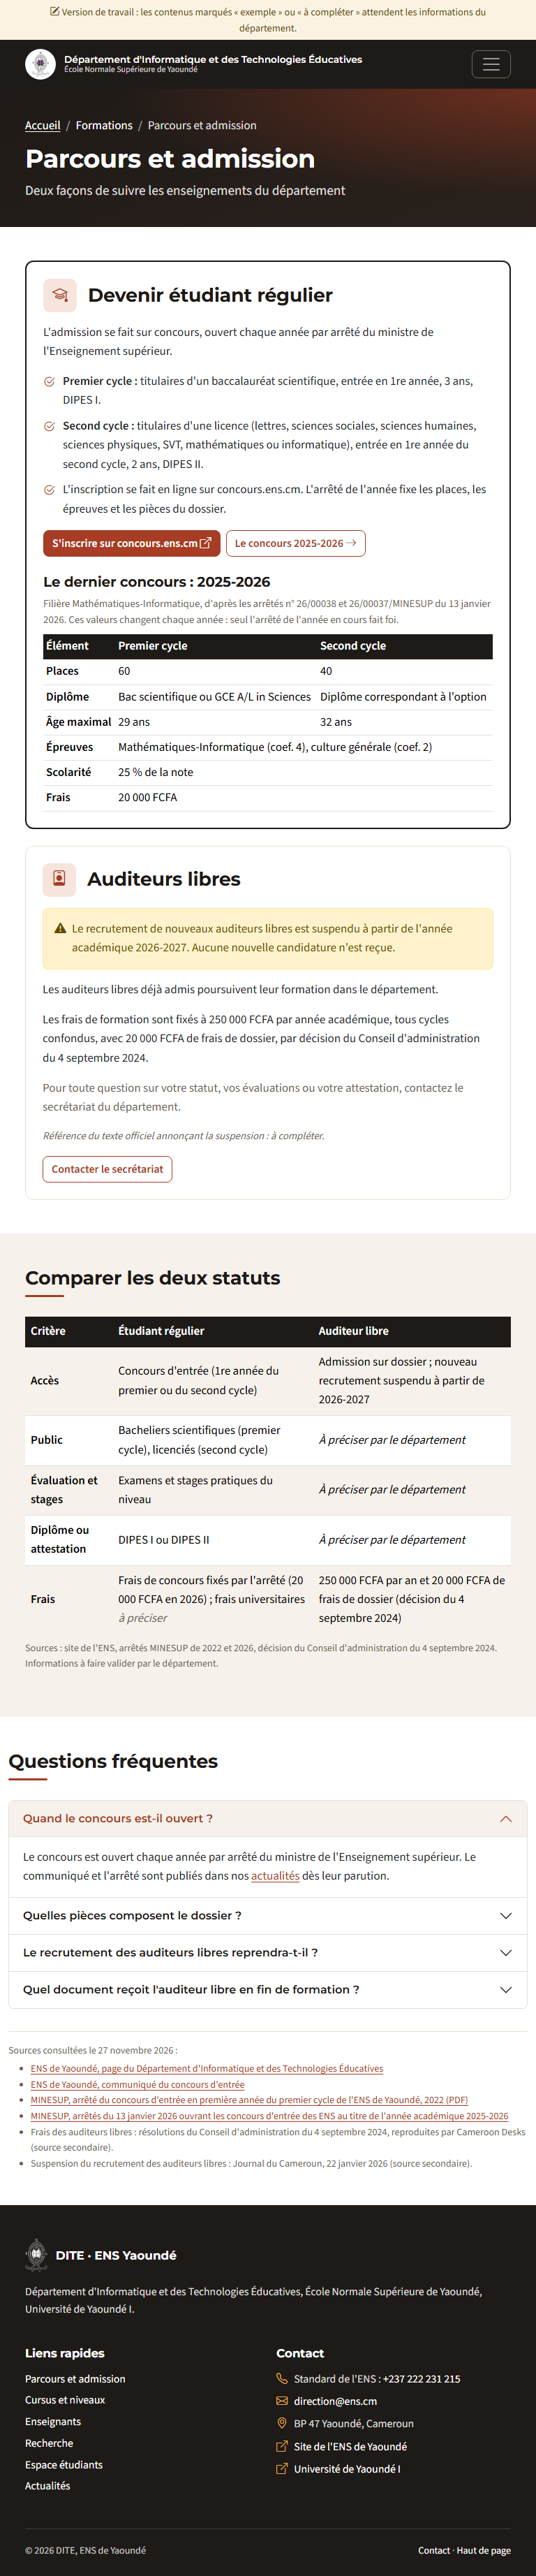 Version de travail : les contenus marqués « exemple » ou « à compléter » attendent les informations du
département.
Département d'Informatique et des Technologies Éducatives
École Normale Supérieure de Yaoundé
Accueil / Formations / Parcours et admission
Parcours et admission
Deux façons de suivre les enseignements du département
Devenir étudiant régulier
L'admission se fait sur concours, ouvert chaque année par arrêté du ministre de
l'Enseignement supérieur.
Premier cycle : titulaires d'un baccalauréat scientifique, entrée en 1re année, 3 ans,
DIPES I.
Second cycle : titulaires d'une licence (lettres, sciences sociales, sciences humaines,
sciences physiques, SVT, mathématiques ou informatique), entrée en 1re année du
second cycle, 2 ans, DIPES II.
L'inscription se fait en ligne sur concours.ens.cm. L'arrêté de l'année fixe les places, les
épreuves et les pièces du dossier.
S'inscrire sur concours.ens.cm
Le concours 2025-2026
Le dernier concours : 2025-2026
Filière Mathématiques-Informatique, d'après les arrêtés n° 26/00038 et 26/00037/MINESUP du 13 janvier
2026. Ces valeurs changent chaque année : seul l'arrêté de l'année en cours fait foi.
Élément Premier cycle Second cycle
Places 60 40
Diplôme Bac scientifique ou GCE A/L in Sciences Diplôme correspondant à l'option
Âge maximal 29 ans 32 ans
Épreuves Mathématiques-Informatique (coef. 4), culture générale (coef. 2)
Scolarité 25 % de la note
Frais 20 000 FCFA
Auditeurs libres
Le recrutement de nouveaux auditeurs libres est suspendu à partir de l'année
académique 2026-2027. Aucune nouvelle candidature n'est reçue.
Les auditeurs libres déjà admis poursuivent leur formation dans le département.
Les frais de formation sont fixés à 250 000 FCFA par année académique, tous cycles
confondus, avec 20 000 FCFA de frais de dossier, par décision du Conseil d'administration
du 4 septembre 2024.
Pour toute question sur votre statut, vos évaluations ou votre attestation, contactez le
secrétariat du département.
Référence du texte officiel annonçant la suspension : à compléter.
Contacter le secrétariat
Comparer les deux statuts
Critère Étudiant régulier Auditeur libre
Accès Concours d'entrée (1re année du premier ou du second cycle) Admission sur dossier ; nouveau recrutement suspendu à partir de 2026-2027
Public Bacheliers scientifiques (premier cycle), licenciés (second cycle) À préciser par le département
Évaluation et stages Examens et stages pratiques du niveau À préciser par le département
Diplôme ou attestation DIPES I ou DIPES II À préciser par le département
Frais Frais de concours fixés par l'arrêté (20 000 FCFA en 2026) ; frais universitaires à préciser 250 000 FCFA par an et 20 000 FCFA de frais de dossier (décision du 4 septembre 2024)
Sources : site de l'ENS, arrêtés MINESUP de 2022 et 2026, décision du Conseil d'administration du 4 septembre 2024.
Informations à faire valider par le département.
Questions fréquentes
Quand le concours est-il ouvert ?
Le concours est ouvert chaque année par arrêté du ministre de l'Enseignement supérieur. Le
communiqué et l'arrêté sont publiés dans nos actualités dès leur parution.
Quelles pièces composent le dossier ?
Le recrutement des auditeurs libres reprendra-t-il ?
Quel document reçoit l'auditeur libre en fin de formation ?
Sources consultées le 27 novembre 2026 :
ENS de Yaoundé, page du Département d'Informatique et des Technologies Éducatives
ENS de Yaoundé, communiqué du concours d'entrée
MINESUP, arrêté du concours d'entrée en première année du premier cycle de l'ENS de Yaoundé, 2022 (PDF)
MINESUP, arrêtés du 13 janvier 2026 ouvrant les concours d'entrée des ENS au titre de l'année académique 2025-2026
Frais des auditeurs libres : résolutions du Conseil d'administration du 4 septembre 2024, reproduites par Cameroon Desks
(source secondaire).
Suspension du recrutement des auditeurs libres : Journal du Cameroun, 22 janvier 2026 (source secondaire).
DITE · ENS Yaoundé
Département d'Informatique et des Technologies Éducatives, École Normale Supérieure de Yaoundé,
Université de Yaoundé I.
Liens rapides
Parcours et admission
Cursus et niveaux
Enseignants
Recherche
Espace étudiants
Actualités
Contact
Standard de l'ENS : +237 222 231 215
direction@ens.cm
BP 47 Yaoundé, Cameroun
Site de l'ENS de Yaoundé
Université de Yaoundé I
© 2026 DITE, ENS de Yaoundé
Contact · Haut de page